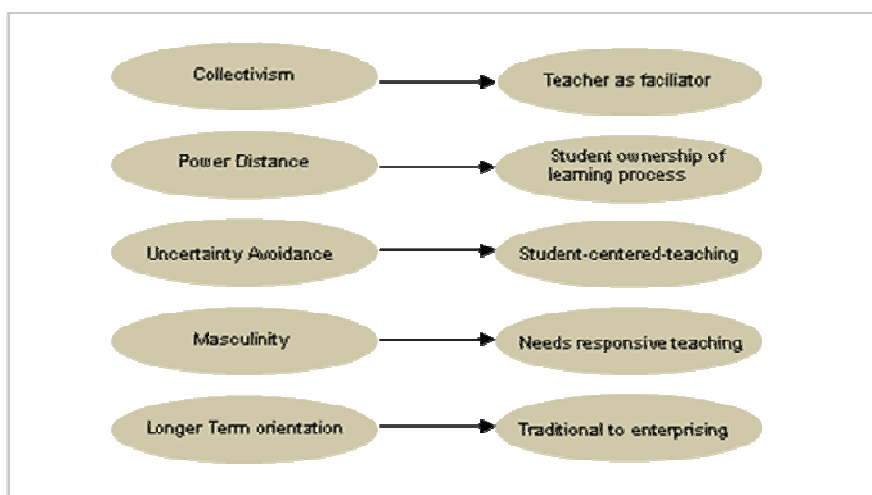 Collectivism
Teacher as faciliator
Power Distance
Student ownership of
learning process
Uncertainty Avoidance
Student-centered-teaching
Masculinity
Needs responsive teaching
Longer Term orientation
Traditional to enterprising